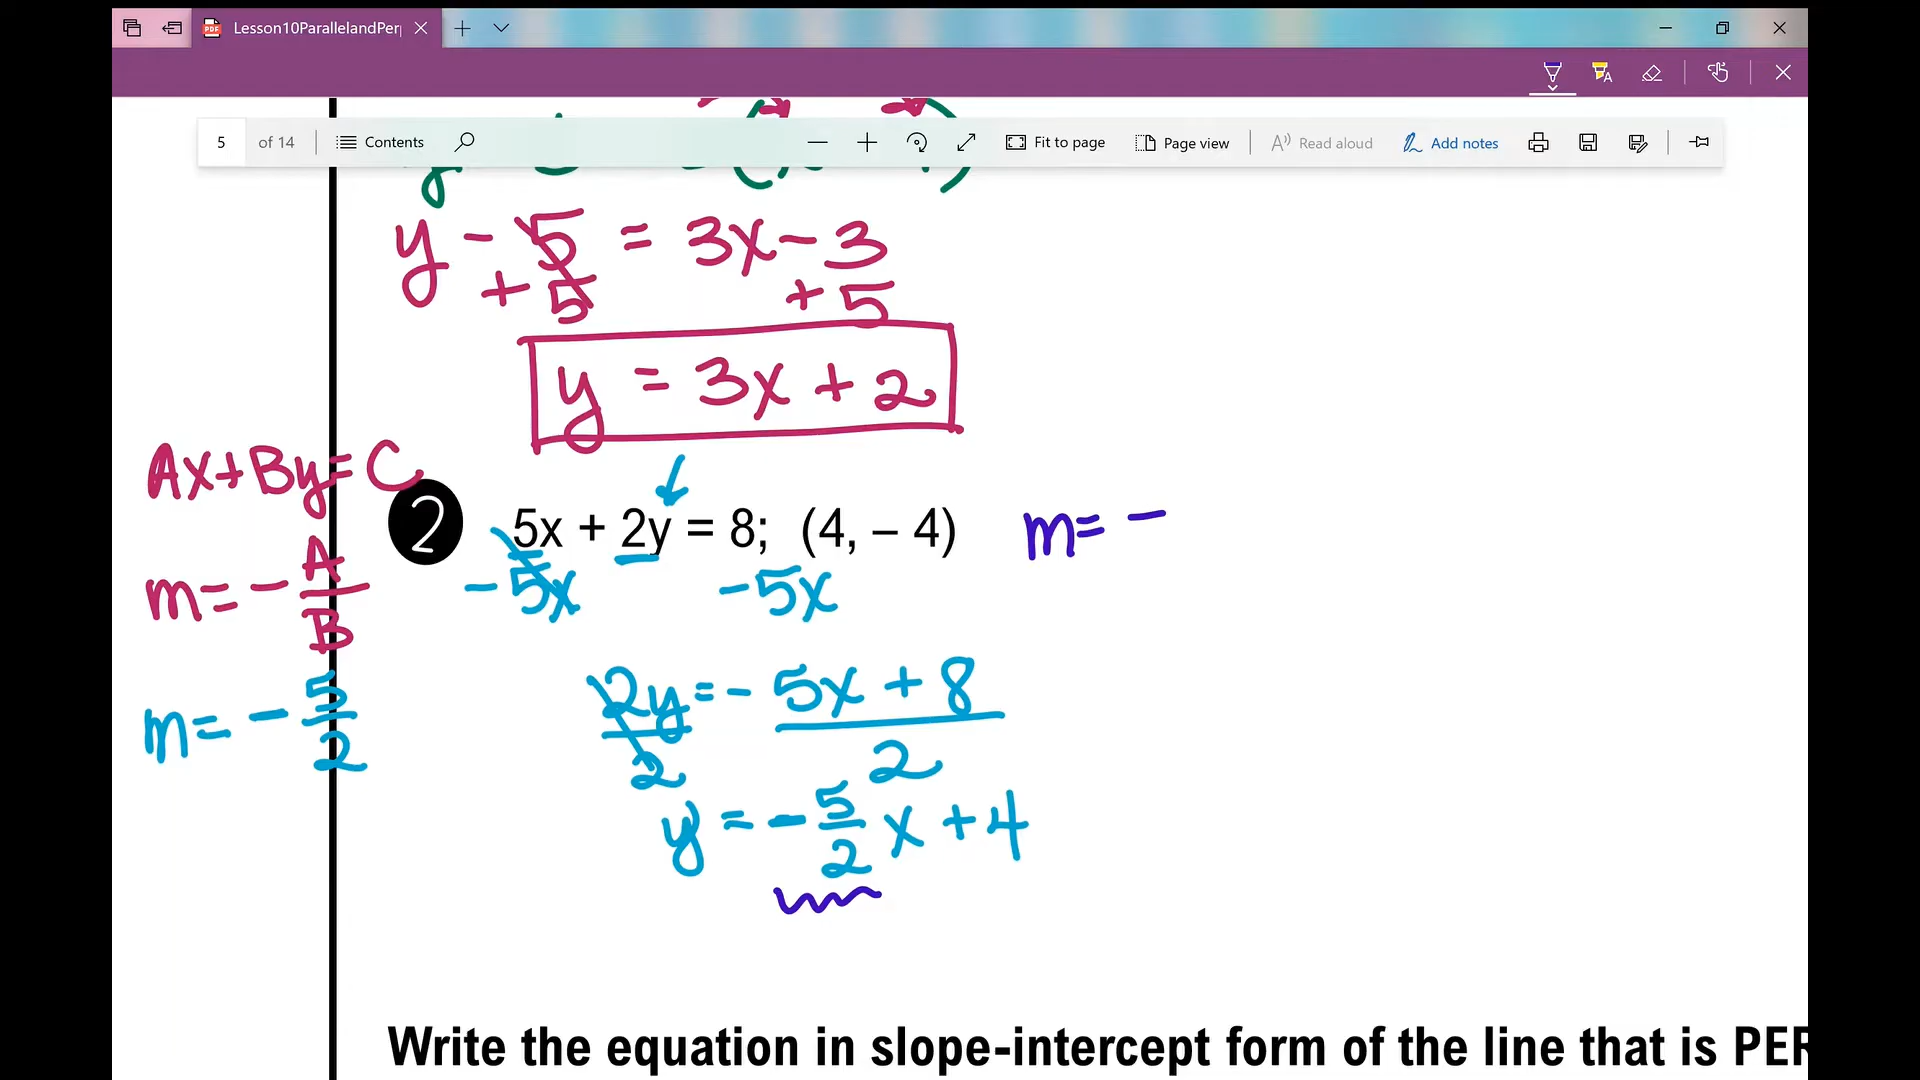 Lesson10ParallelandPer
5 of 14 Contents Fit to page Page view Read aloud Add notes
y - 5 = 3x - 3
+ 5 + 5
y = 3x + 2
Ax + By = C
2 5x + 2y = 8; (4, – 4) m = -
- 5x - 5x
m = - A/B
2y = - 5x + 8
2 2
m = - 5/2
y = - 5/2 x + 4
Write the equation in slope-intercept form of the line that is PER